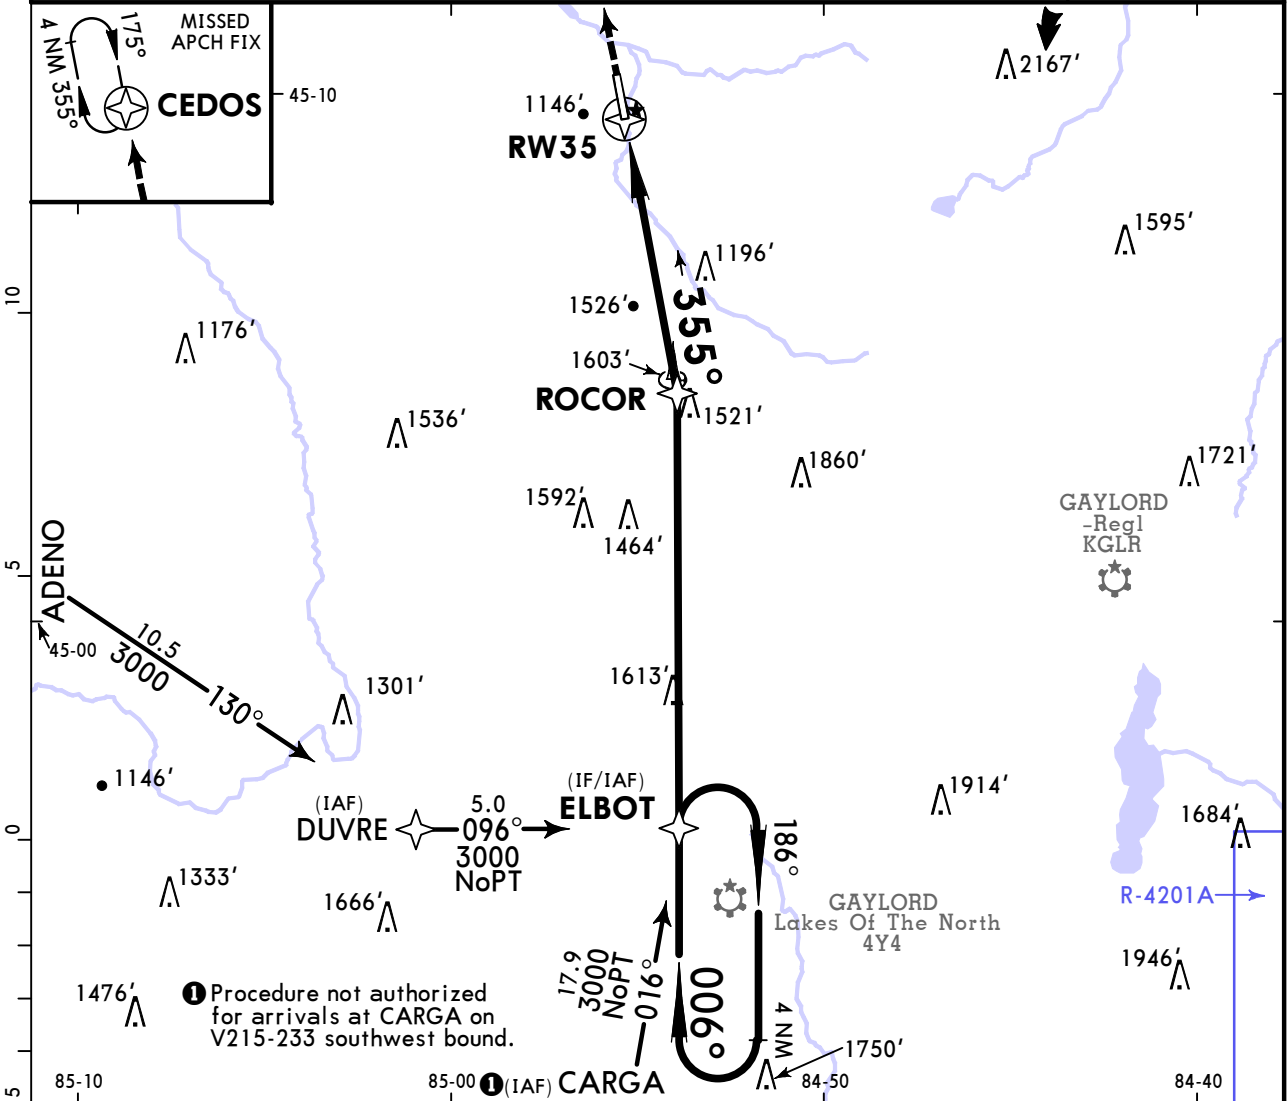 MISSED
APCH FIX
175°
4 NM 355°
CEDOS
45-10
1146'
RW35
2167'
1595'
1196'
355°
10
1526'
1176'
1603'
ROCOR
1521'
1536'
1860'
1721'
1592'
1464'
GAYLORD
-Regl
KGLR
5
ADENO
45-00
10.5
3000
130°
1613'
1301'
1146'
(IF/IAF)
ELBOT
(IAF)
DUVRE
5.0
096°
3000
NoPT
186°
1914'
1684'
0
R-4201A
1333'
1666'
GAYLORD
Lakes Of The North
4Y4
1946'
17.9
3000
NoPT
016°
006°
4 NM
1476'
1 Procedure not authorized
for arrivals at CARGA on
V215-233 southwest bound.
1750'
5
85-10
85-00
1 (IAF) CARGA
84-50
84-40